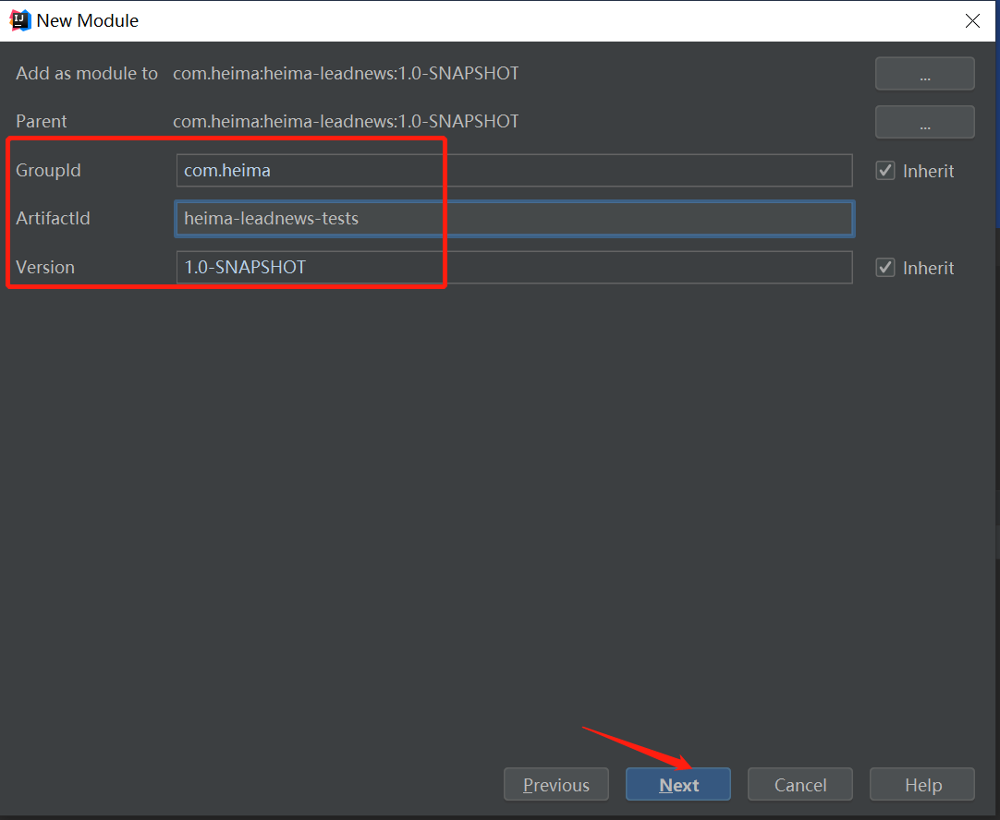 New Module
Add as module to com.heima:heima-leadnews:1.0-SNAPSHOT ...
Parent com.heima:heima-leadnews:1.0-SNAPSHOT ...
GroupId com.heima Inherit
ArtifactId heima-leadnews-tests
Version 1.0-SNAPSHOT Inherit
Previous Next Cancel Help